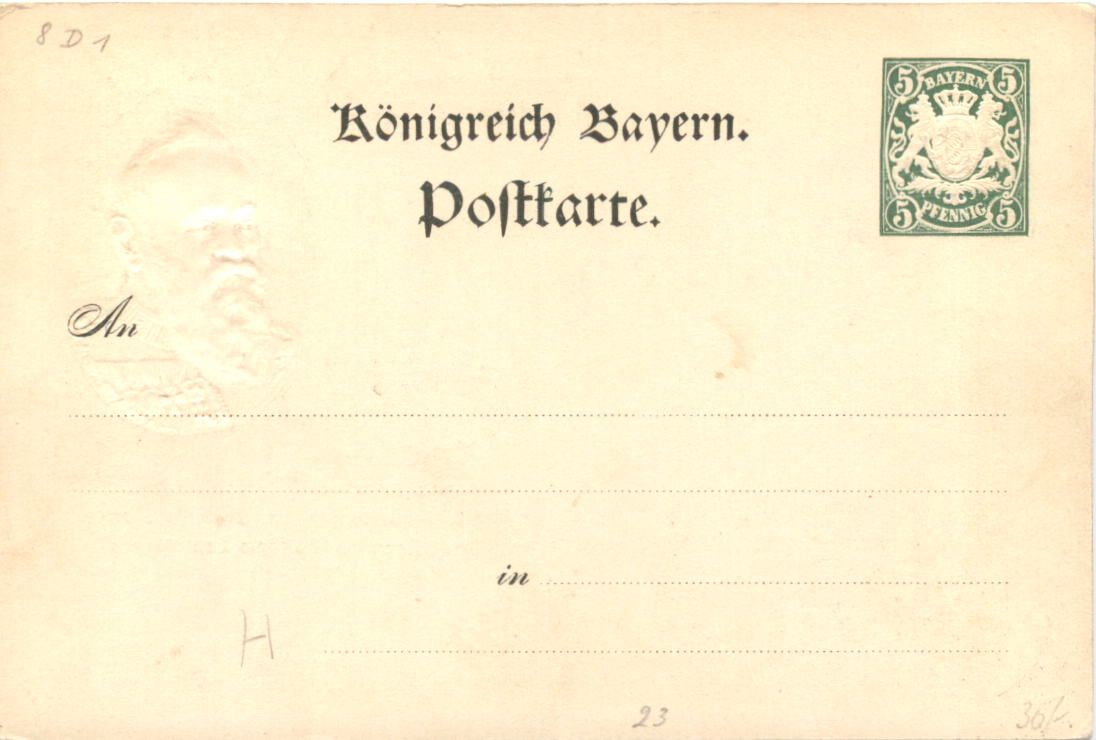 8 D 1
Königreich Bayern.
Postkarte.
5 5
BAYERN
5 5
PFENNIG
An
in
H
23
30/-.